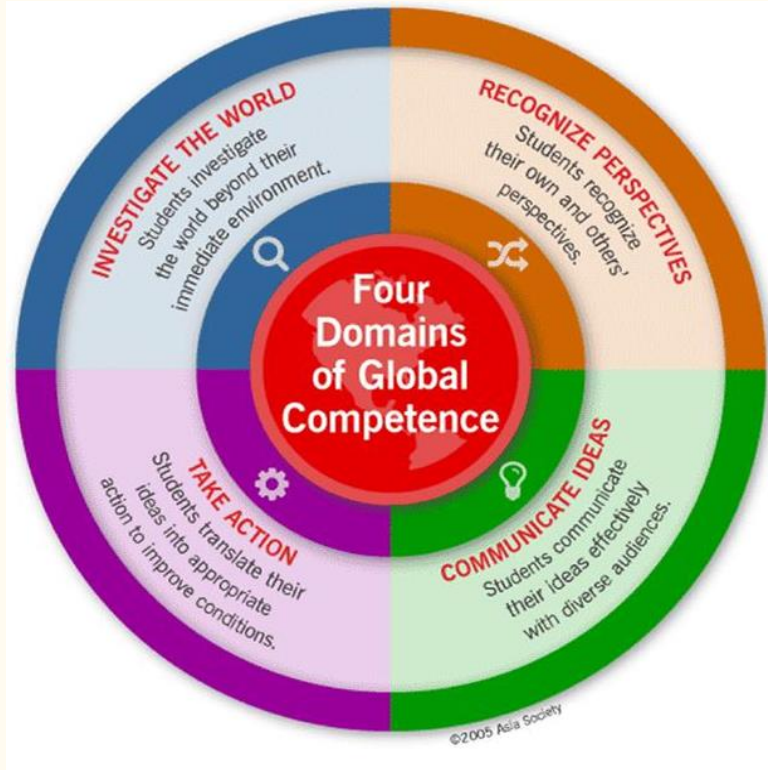 Four
Domains
of Global
Competence
INVESTIGATE THE WORLD
Students investigate
the world beyond their
immediate environment.
RECOGNIZE PERSPECTIVES
Students recognize
their own and others'
perspectives.
COMMUNICATE IDEAS
Students communicate
their ideas effectively
with diverse audiences.
TAKE ACTION
Students translate their
ideas into appropriate
action to improve conditions.
©2005 Asia Society